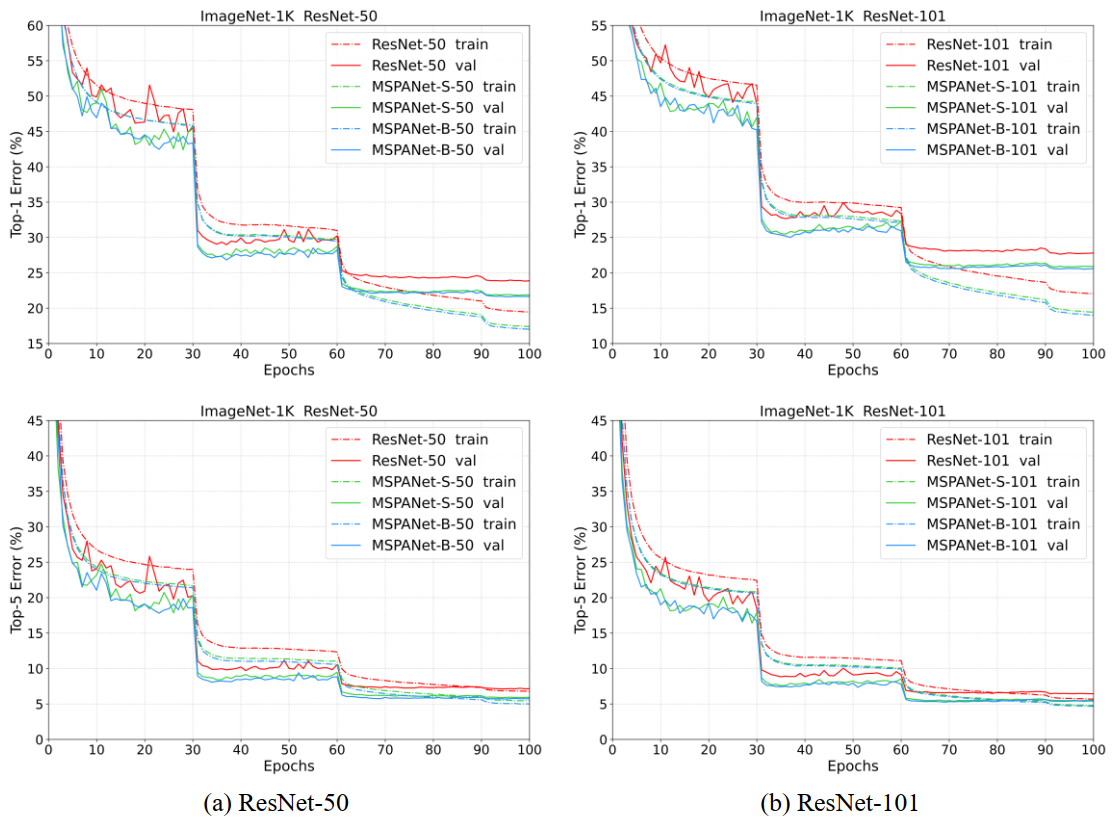 ImageNet-1K ResNet-50
60
55
50
45
40
35
30
25
20
15
Top-1 Error (%)
ResNet-50 train
ResNet-50 val
MSPANet-S-50 train
MSPANet-S-50 val
MSPANet-B-50 train
MSPANet-B-50 val
0 10 20 30 40 50 60 70 80 90 100
Epochs
ImageNet-1K ResNet-101
55
50
45
40
35
30
25
20
15
10
Top-1 Error (%)
ResNet-101 train
ResNet-101 val
MSPANet-S-101 train
MSPANet-S-101 val
MSPANet-B-101 train
MSPANet-B-101 val
0 10 20 30 40 50 60 70 80 90 100
Epochs
ImageNet-1K ResNet-50
45
40
35
30
25
20
15
10
5
0
Top-5 Error (%)
ResNet-50 train
ResNet-50 val
MSPANet-S-50 train
MSPANet-S-50 val
MSPANet-B-50 train
MSPANet-B-50 val
0 10 20 30 40 50 60 70 80 90 100
Epochs
ImageNet-1K ResNet-101
45
40
35
30
25
20
15
10
5
0
Top-5 Error (%)
ResNet-101 train
ResNet-101 val
MSPANet-S-101 train
MSPANet-S-101 val
MSPANet-B-101 train
MSPANet-B-101 val
0 10 20 30 40 50 60 70 80 90 100
Epochs
(a) ResNet-50
(b) ResNet-101